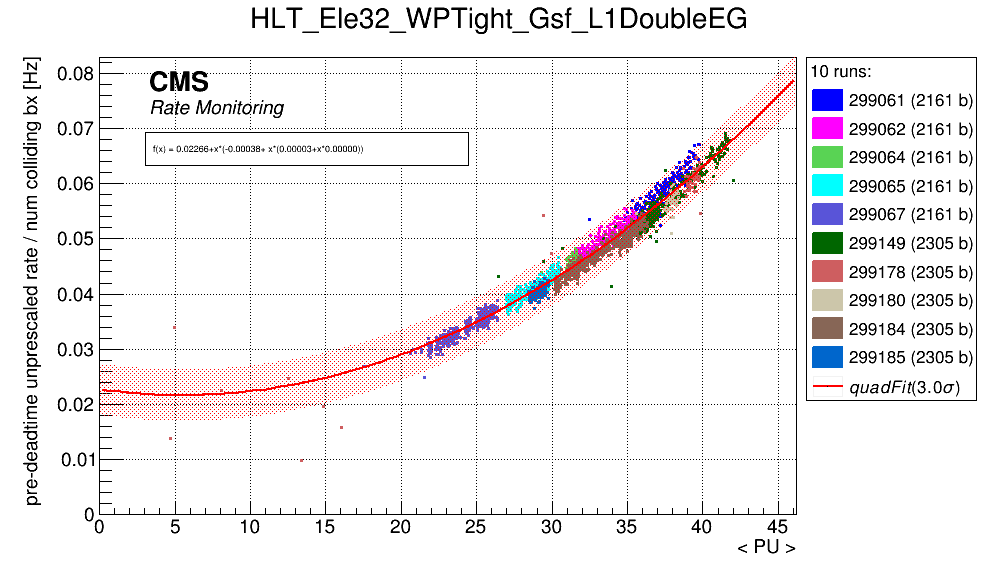 HLT_Ele32_WPTight_Gsf_L1DoubleEG
pre-deadtime unprescaled rate / num colliding bx [Hz]
0.08
0.07
0.06
0.05
0.04
0.03
0.02
0.01
0
CMS
Rate Monitoring
f(x) = 0.02266+x*(-0.00038+ x*(0.00003+x*0.00000))
0 5 10 15 20 25 30 35 40 45
< PU >
10 runs:
299061 (2161 b)
299062 (2161 b)
299064 (2161 b)
299065 (2161 b)
299067 (2161 b)
299149 (2305 b)
299178 (2305 b)
299180 (2305 b)
299184 (2305 b)
299185 (2305 b)
quadFit(3.0σ)